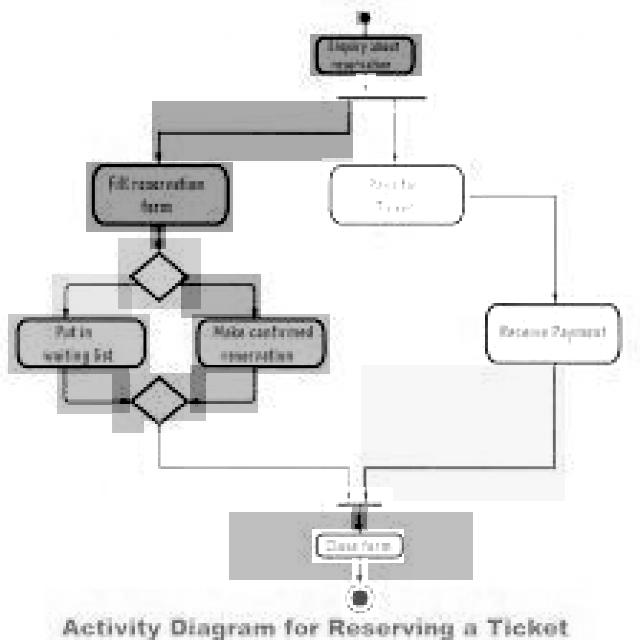 Enquiry about
reservation
Fill reservation
form
Pay for
Ticket
Put in
waiting list
Make confirmed
reservation
Receive Payment
Close form
Activity Diagram for Reserving a Ticket